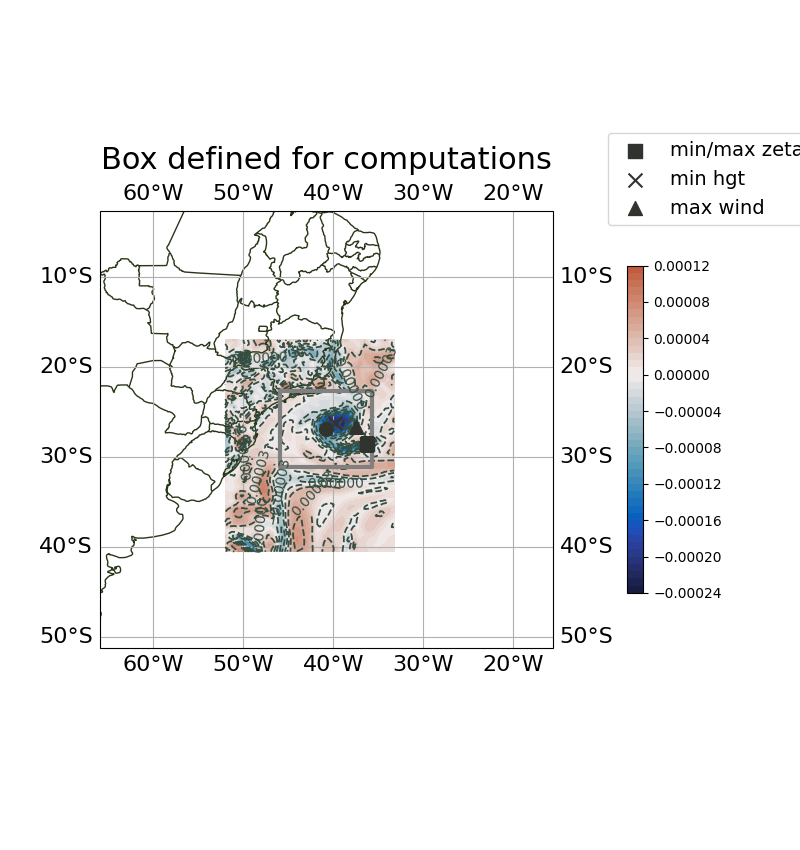 Box defined for computations
min/max zeta
min hgt
max wind
60°W 50°W 40°W 30°W 20°W
10°S 10°S
20°S 20°S
30°S 30°S
40°S 40°S
50°S 50°S
60°W 50°W 40°W 30°W 20°W
0.00012
0.00008
0.00004
0.00000
−0.00004
−0.00008
−0.00012
−0.00016
−0.00020
−0.00024